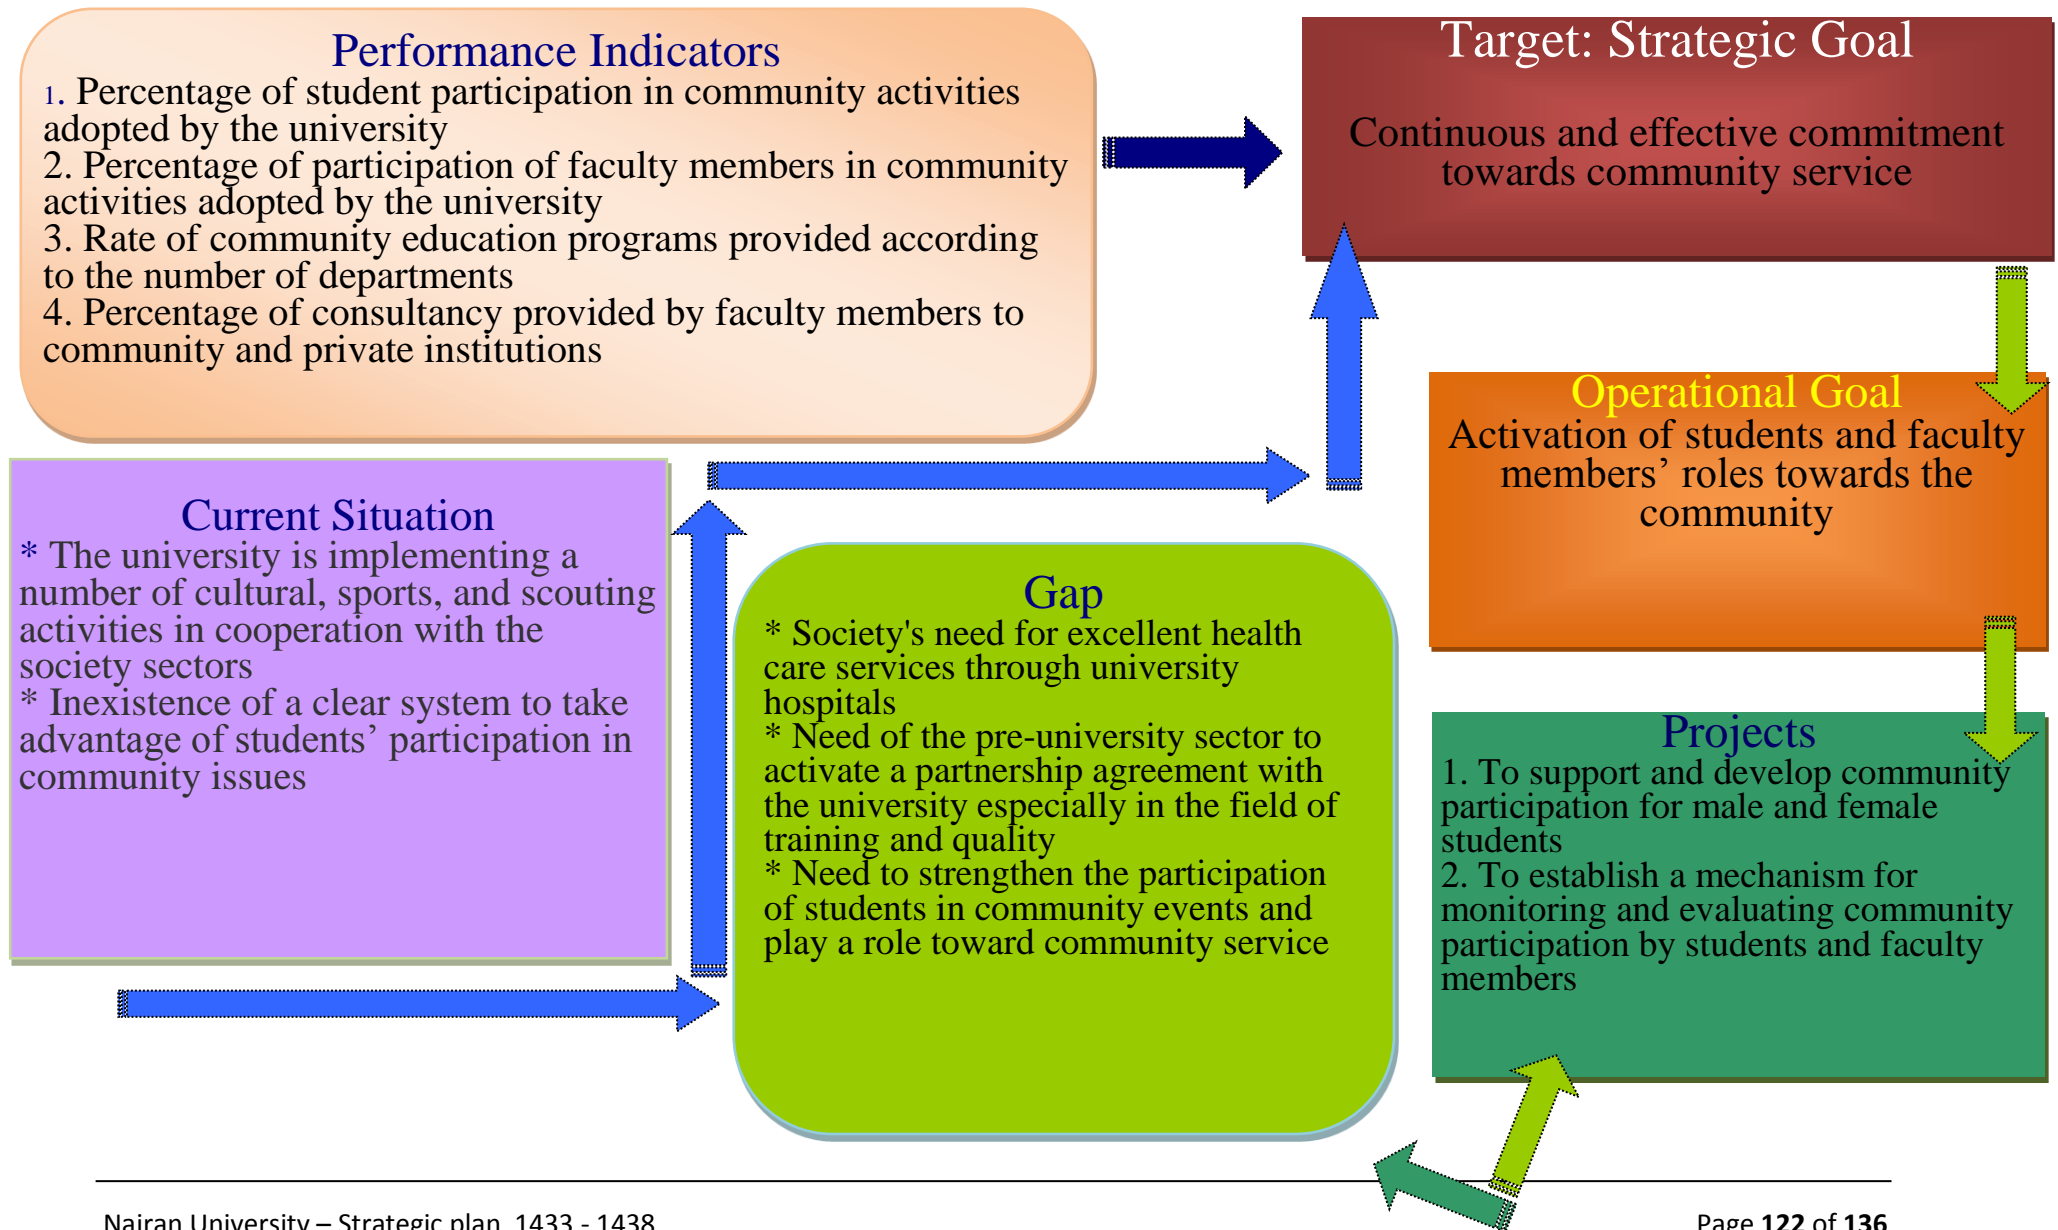 Performance Indicators
1. Percentage of student participation in community activities
adopted by the university
2. Percentage of participation of faculty members in community
activities adopted by the university
3. Rate of community education programs provided according
to the number of departments
4. Percentage of consultancy provided by faculty members to
community and private institutions
Target: Strategic Goal
Continuous and effective commitment
towards community service
Operational Goal
Activation of students and faculty
members’ roles towards the
community
Current Situation
* The university is implementing a
number of cultural, sports, and scouting
activities in cooperation with the
society sectors
* Inexistence of a clear system to take
advantage of students’ participation in
community issues
Gap
* Society's need for excellent health
care services through university
hospitals
* Need of the pre-university sector to
activate a partnership agreement with
the university especially in the field of
training and quality
* Need to strengthen the participation
of students in community events and
play a role toward community service
Projects
1. To support and develop community
participation for male and female
students
2. To establish a mechanism for
monitoring and evaluating community
participation by students and faculty
members
Najran University – Strategic plan 1433 - 1438
Page 122 of 136